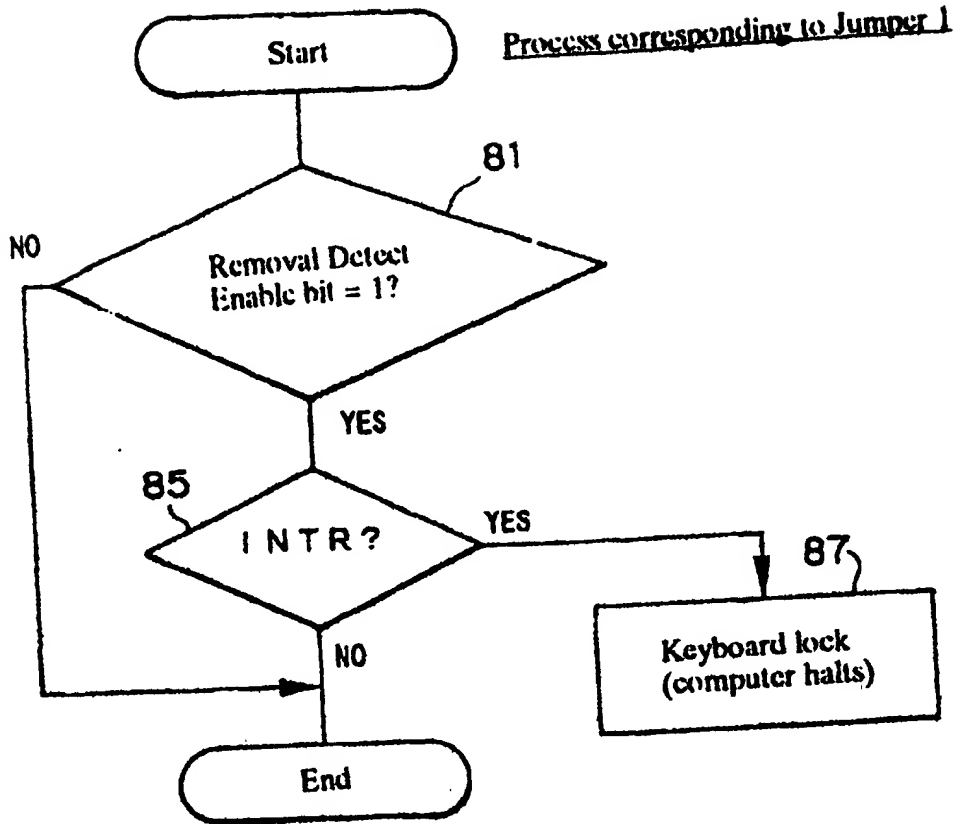 Process corresponding to Jumper 1
Start
81
NO
Removal Detect
Enable bit = 1?
YES
85
INTR?
YES
87
Keyboard lock
(computer halts)
NO
End